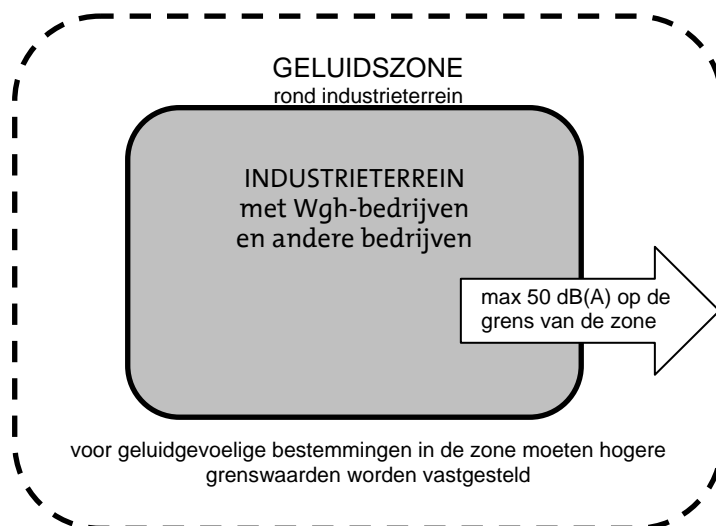 GELUIDSZONE
rond industrieterrein
INDUSTRIETERREIN
met Wgh-bedrijven
en andere bedrijven
max 50 dB(A) op de
grens van de zone
voor geluidgevoelige bestemmingen in de zone moeten hogere
grenswaarden worden vastgesteld